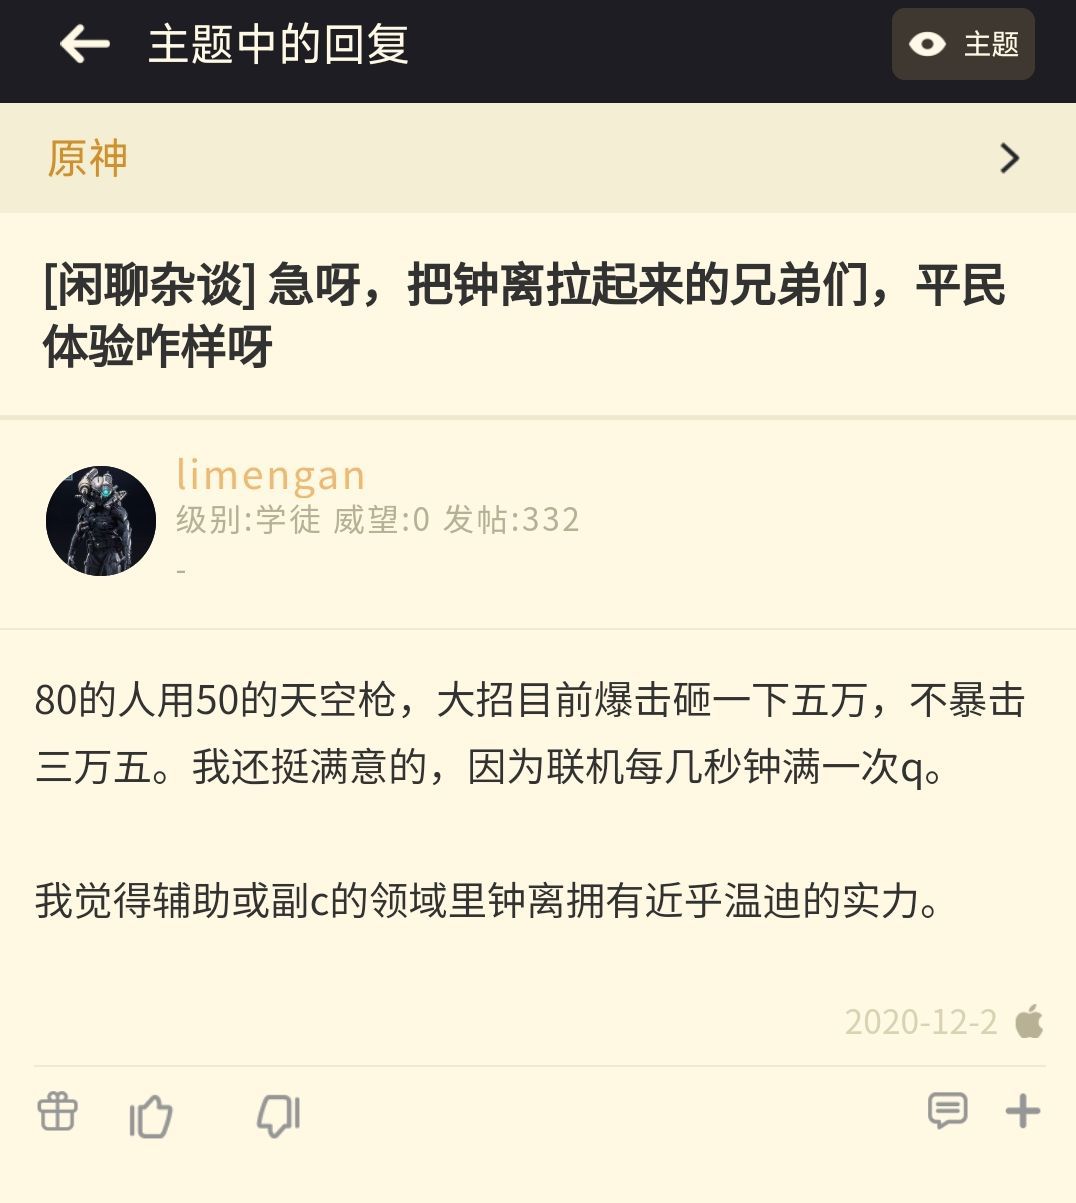 主题中的回复
主题
原神
[闲聊杂谈] 急呀，把钟离拉起来的兄弟们，平民
体验咋样呀
limengan
级别:学徒 威望:0 发帖:332
-
80的人用50的天空枪，大招目前爆击砸一下五万，不暴击
三万五。我还挺满意的，因为联机每几秒钟满一次q。
我觉得辅助或副c的领域里钟离拥有近乎温迪的实力。
2020-12-2